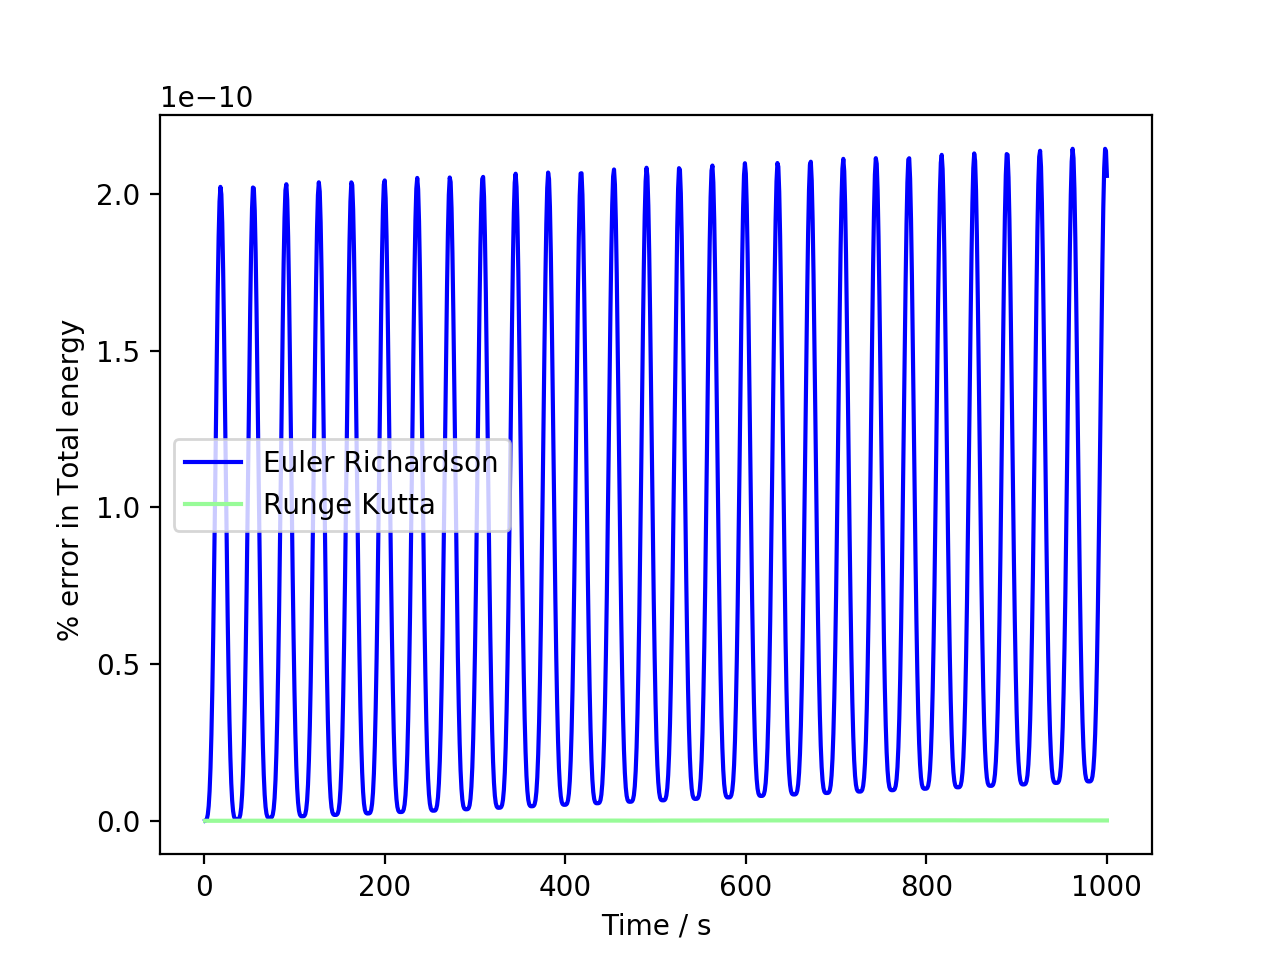 1e−10
2.0
1.5
1.0
0.5
0.0
% error in Total energy
Euler Richardson
Runge Kutta
0 200 400 600 800 1000
Time / s